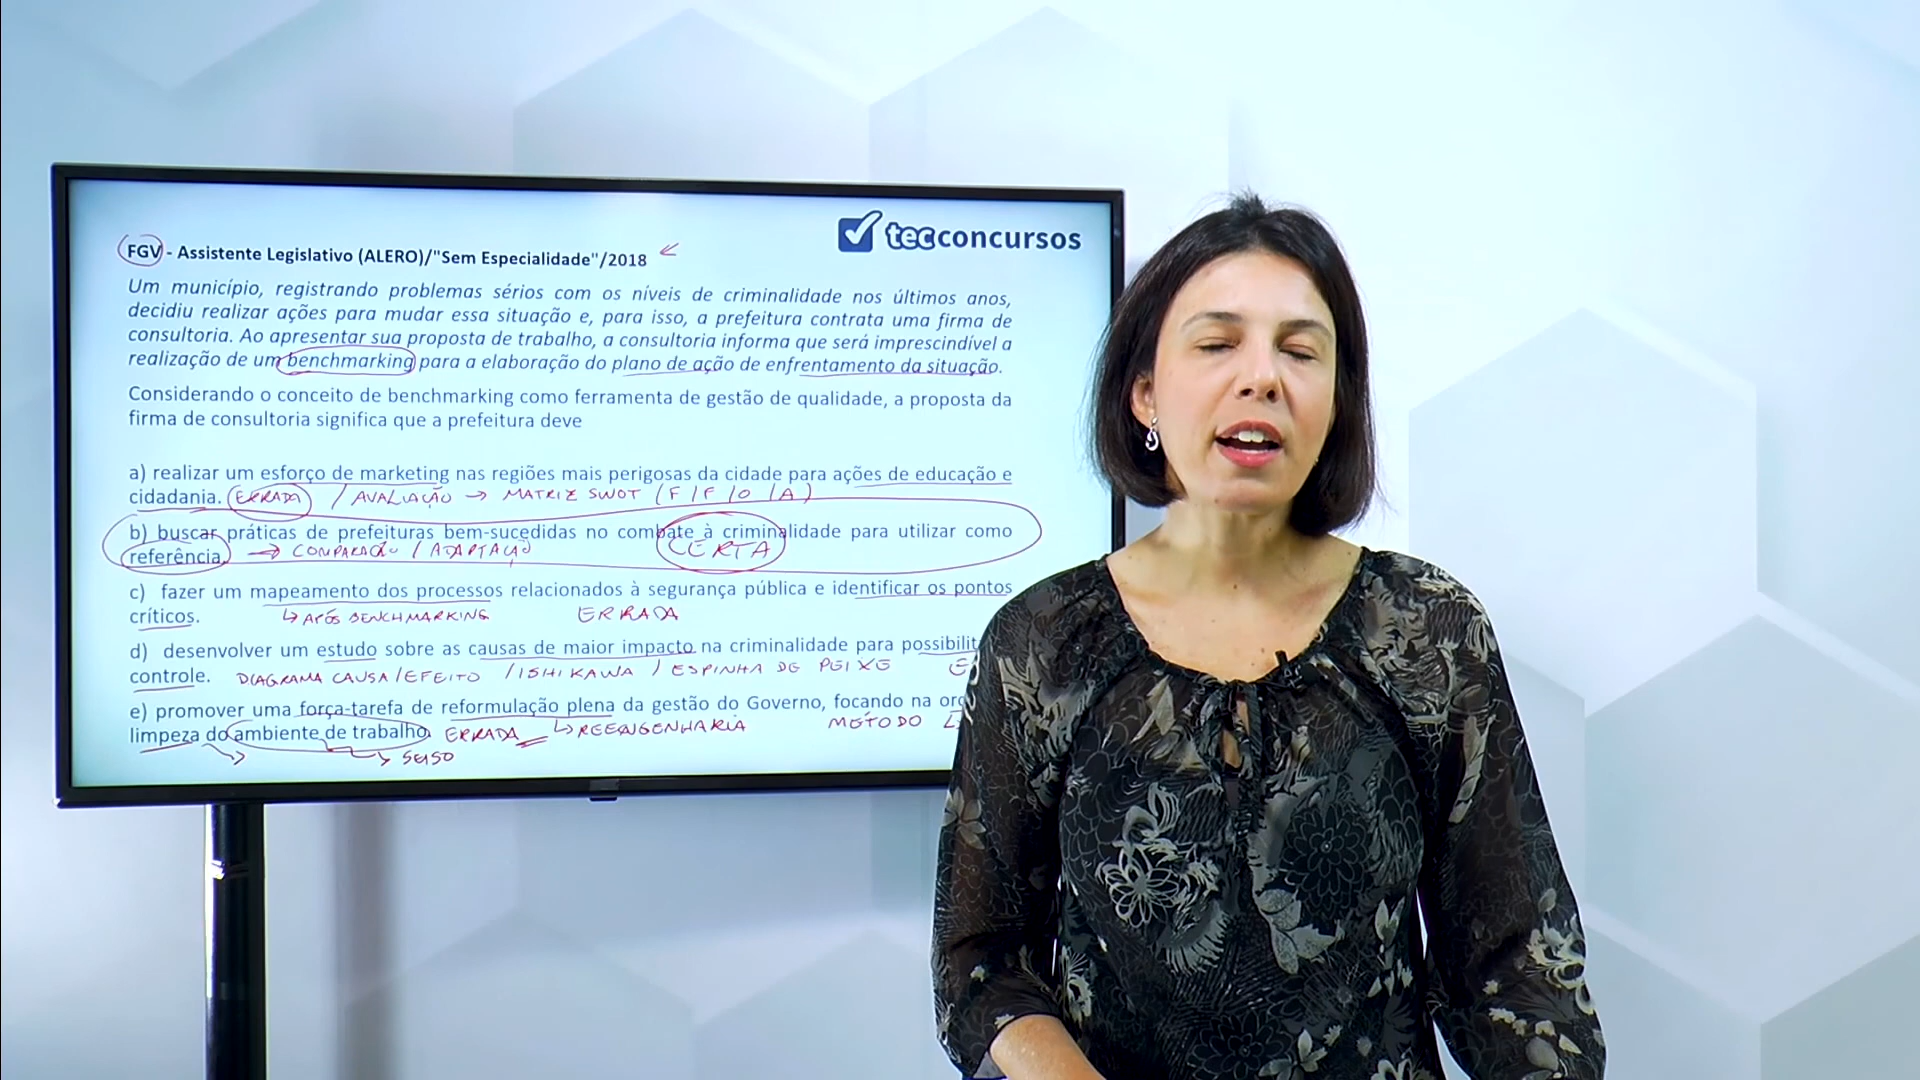 tecconcursos
FGV - Assistente Legislativo (ALERO)/"Sem Especialidade"/2018
Um município, registrando problemas sérios com os níveis de criminalidade nos últimos anos,
decidiu realizar ações para mudar essa situação e, para isso, a prefeitura contrata uma firma de
consultoria. Ao apresentar sua proposta de trabalho, a consultoria informa que será imprescindível a
realização de um benchmarking para a elaboração do plano de ação de enfrentamento da situação.
Considerando o conceito de benchmarking como ferramenta de gestão de qualidade, a proposta da
firma de consultoria significa que a prefeitura deve
a) realizar um esforço de marketing nas regiões mais perigosas da cidade para ações de educação e
cidadania. ERRADA / AVALIAÇÃO → MATRIZ SWOT (F/F/O/A)
b) buscar práticas de prefeituras bem-sucedidas no combate à criminalidade para utilizar como
referência. → COMPARAÇÃO / ADAPTAÇÃO CERTA
c) fazer um mapeamento dos processos relacionados à segurança pública e identificar os pontos
críticos. ↳ APÓS BENCHMARKING ERRADA
d) desenvolver um estudo sobre as causas de maior impacto na criminalidade para
controle. DIAGRAMA CAUSA/EFEITO / ISHIKAWA / ESPINHA DE PEIXE
e) promover uma força-tarefa de reformulação plena da gestão do Governo, focando na
limpeza do ambiente de trabalho. ERRADA ↳ REENGENHARIA MÉTODO
SEISO